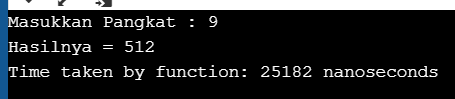 Masukkan Pangkat : 9
Hasilnya = 512
Time taken by function: 25182 nanoseconds